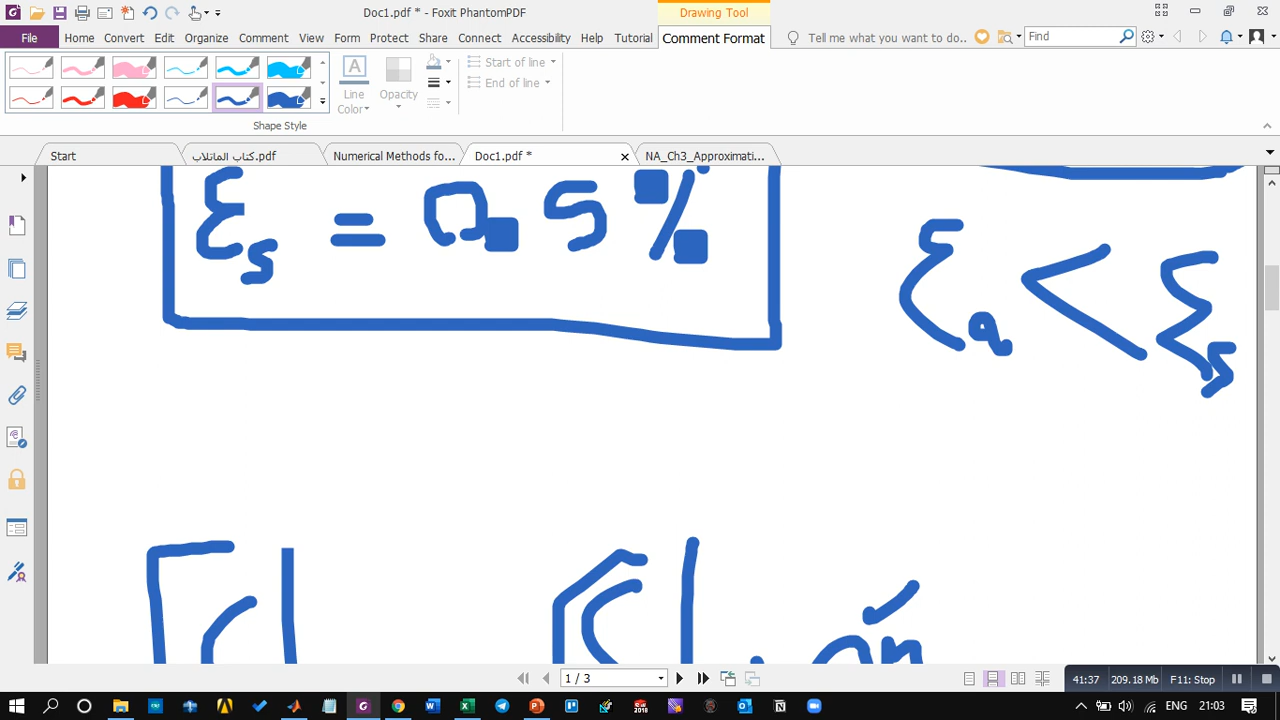 Doc1.pdf * - Foxit PhantomPDF
Drawing Tool
File Home Convert Edit Organize Comment View Form Protect Share Connect Accessibility Help Tutorial Comment Format Tell me what you want to do.. Find
Line Color
Opacity
Start of line
End of line
Shape Style
Start
كتاب الماتلاب.pdf
Numerical Methods fo...
Doc1.pdf *
NA_Ch3_Approximati...
Ɛs = 0.5 %
Ɛa < Ɛs
1 / 3
41:37 209.18 Mb F11: Stop
ENG 21:03